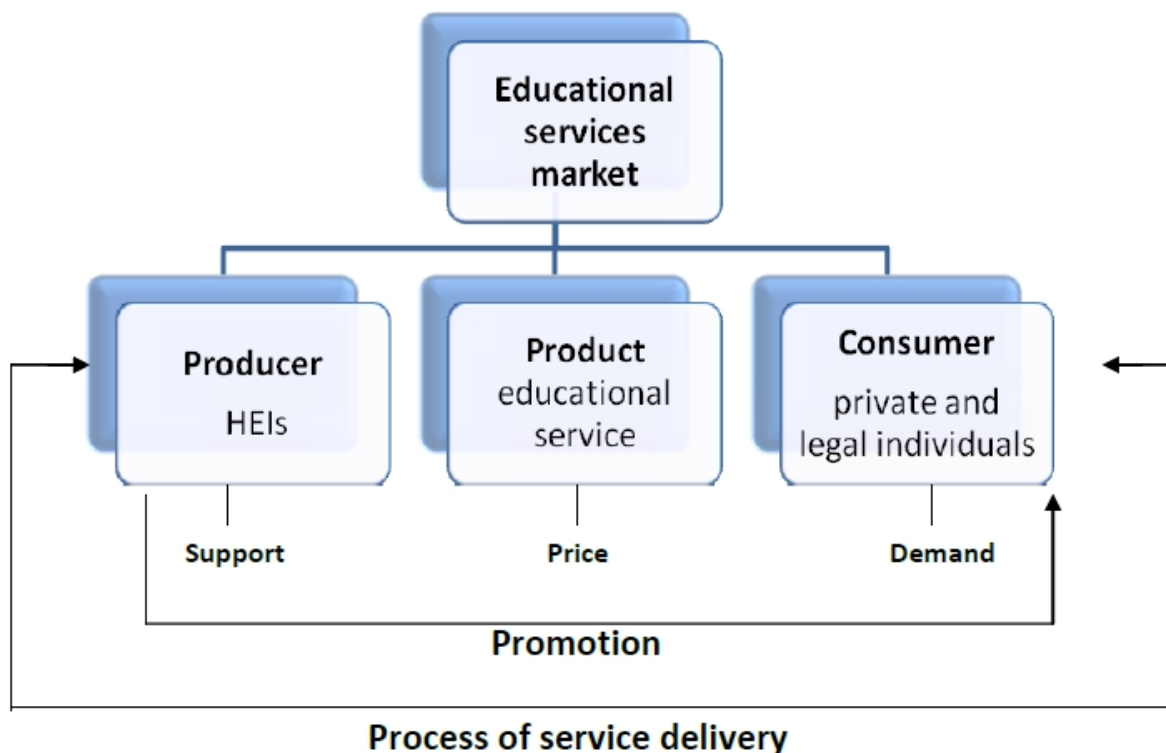 Educational
services
market
Producer
HEIs
Product
educational
service
Consumer
private and
legal individuals
Support
Price
Demand
Promotion
Process of service delivery